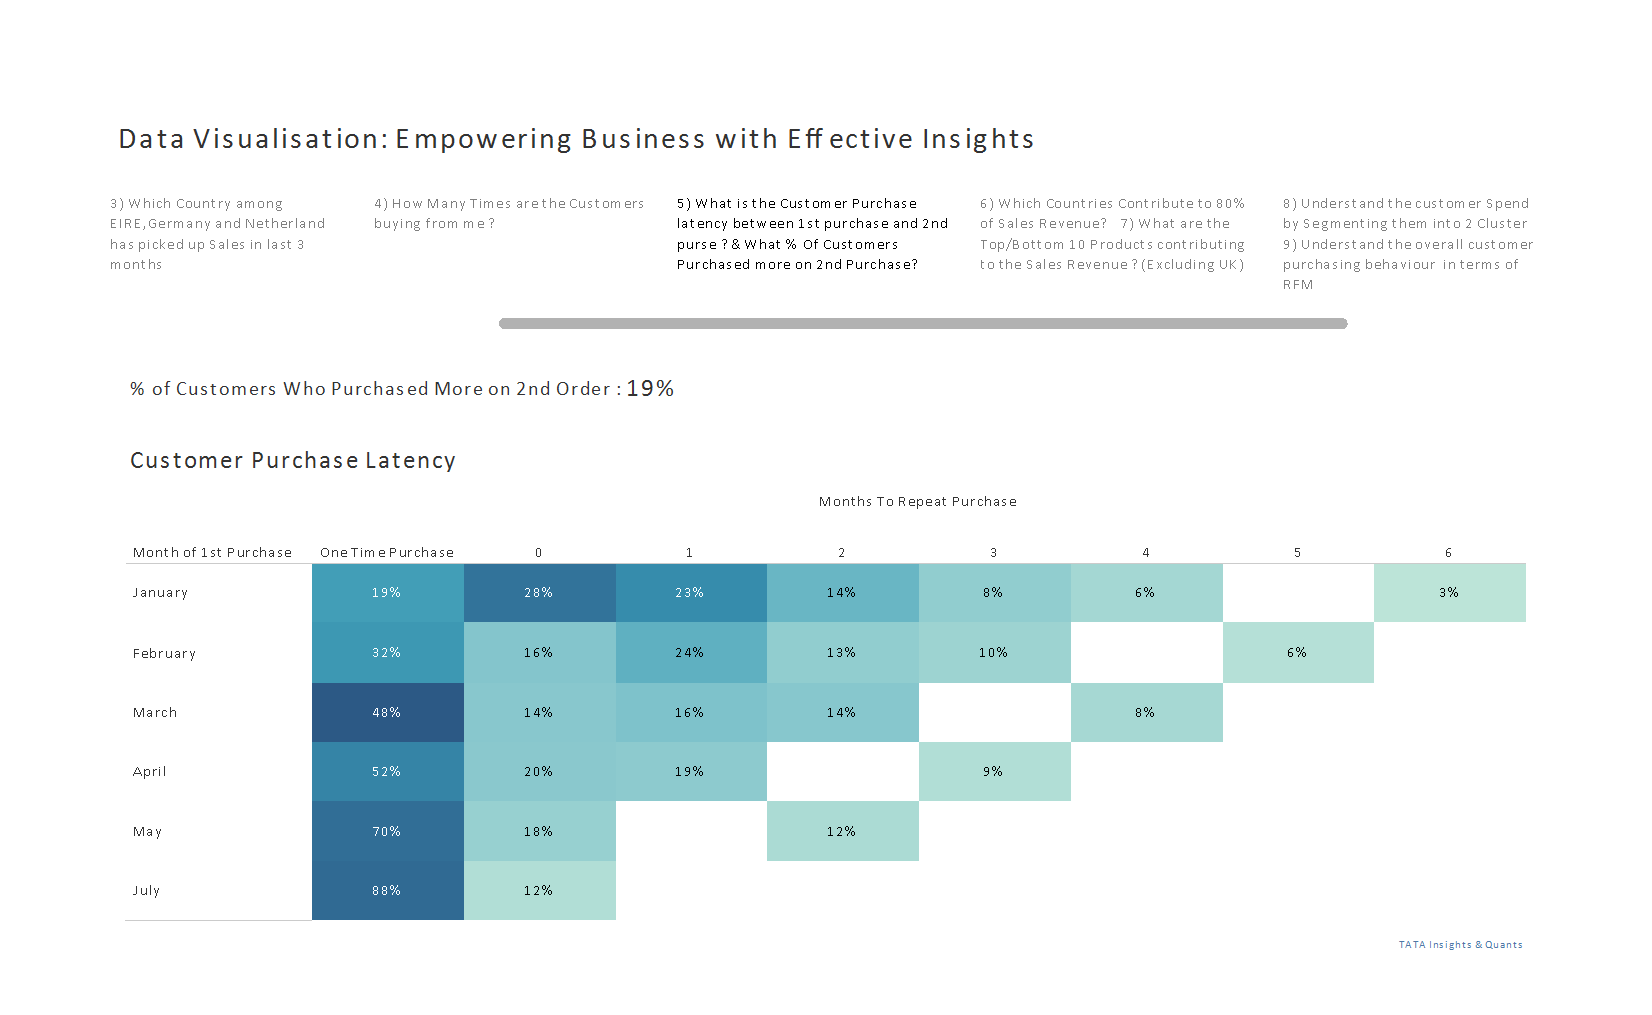 Data Visualisation: Empowering Business with Effective Insights
3) Which Country among
EIRE,Germany and Netherland
has picked up Sales in last 3
months
4) How Many Times are the Customers
buying from me ?
5) What is the Customer Purchase
latency between 1st purchase and 2nd
purse ? & What % Of Customers
Purchased more on 2nd Purchase?
6) Which Countries Contribute to 80%
of Sales Revenue? 7) What are the
Top/Bottom 10 Products contributing
to the Sales Revenue ? (Excluding UK)
8) Understand the customer Spend
by Segmenting them into 2 Cluster
9) Understand the overall customer
purchasing behaviour in terms of
RFM
% of Customers Who Purchased More on 2nd Order : 19%
Customer Purchase Latency
Months To Repeat Purchase
Month of 1st Purchase One Time Purchase 0 1 2 3 4 5 6
January 19% 28% 23% 14% 8% 6% 3%
February 32% 16% 24% 13% 10% 6%
March 48% 14% 16% 14% 8%
April 52% 20% 19% 9%
May 70% 18% 12%
July 88% 12%
TATA Insights & Quants